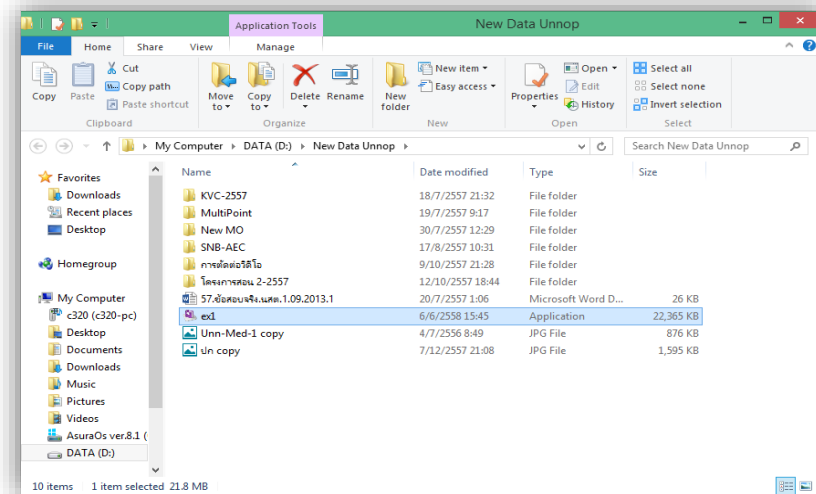 Application Tools New Data Unnop
File Home Share View Manage
Copy Paste Cut Copy path Paste shortcut Move to Copy to Delete Rename New folder New item Easy access Properties Open Edit History Select all Select none Invert selection
Clipboard Organize New Open Select
My Computer DATA (D:) New Data Unnop Search New Data Unnop
Name Date modified Type Size
Favorites
Downloads
Recent places
Desktop
Homegroup
My Computer
c320 (c320-pc)
Desktop
Documents
Downloads
Music
Pictures
Videos
AsuraOs ver.8.1 (
DATA (D:)
KVC-2557 18/7/2557 21:32 File folder
MultiPoint 19/7/2557 9:17 File folder
New MO 30/7/2557 12:29 File folder
SNB-AEC 17/8/2557 10:31 File folder
การตัดต่อวิดีโอ 9/10/2557 21:28 File folder
โครงการสอน 2-2557 12/10/2557 18:44 File folder
57.ข้อสอบจริง.นสต.1.09.2013.1 20/7/2557 1:06 Microsoft Word D... 26 KB
ex1 6/6/2558 15:45 Application 22,365 KB
Unn-Med-1 copy 4/7/2556 8:49 JPG File 876 KB
ปก copy 7/12/2557 21:08 JPG File 1,595 KB
10 items 1 item selected 21.8 MB